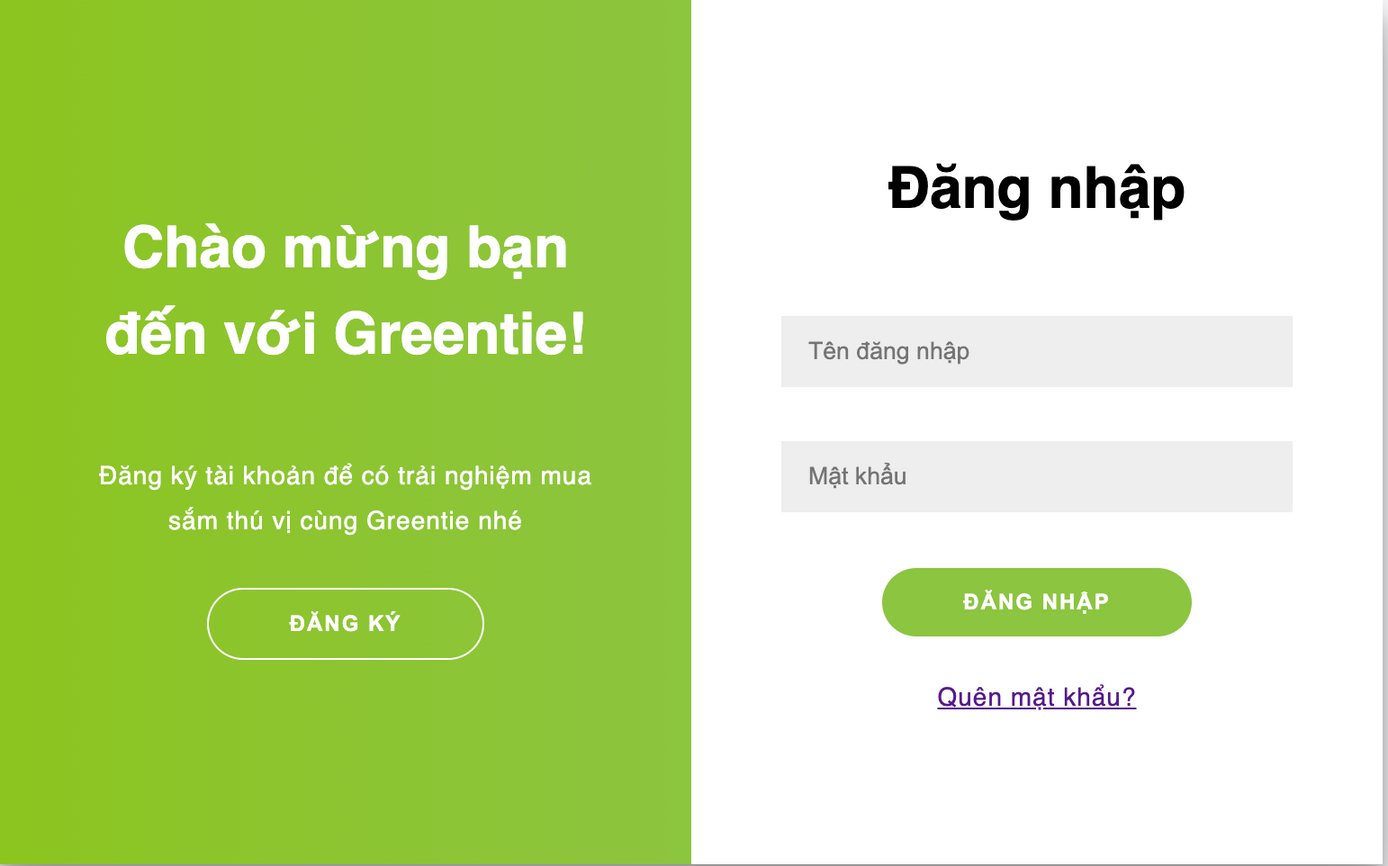 Chào mừng bạn
đến với Greentie!
Đăng ký tài khoản để có trải nghiệm mua
sắm thú vị cùng Greentie nhé
ĐĂNG KÝ
Đăng nhập
Tên đăng nhập
Mật khẩu
ĐĂNG NHẬP
Quên mật khẩu?